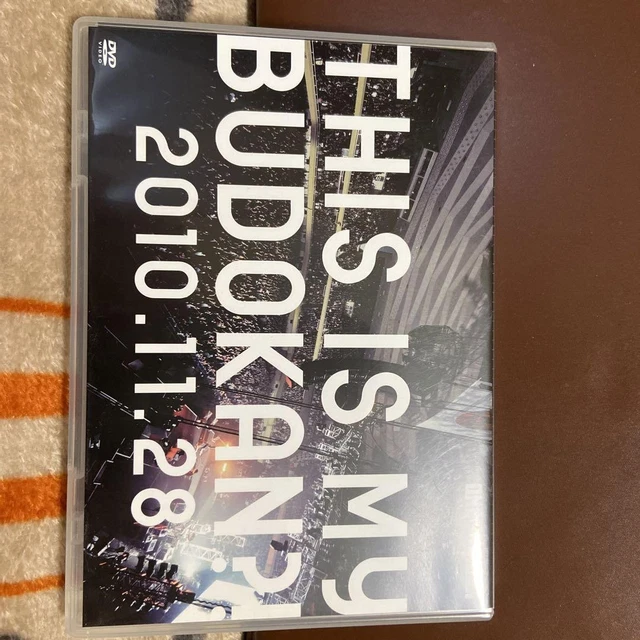 DVD
VIDEO
THIS IS My
BUDOKAN?!
2010.11.28